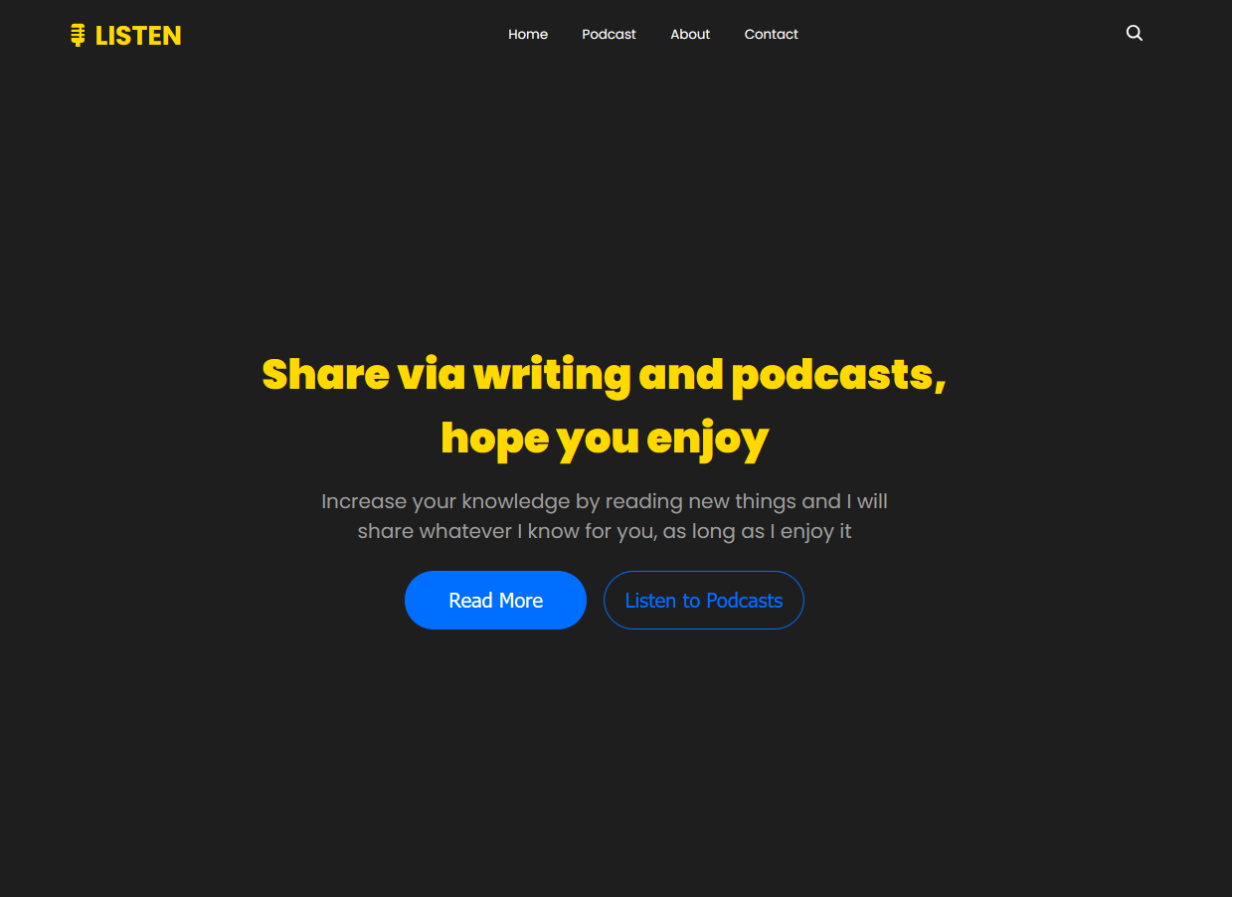 LISTEN
Home Podcast About Contact
Share via writing and podcasts,
hope you enjoy
Increase your knowledge by reading new things and I will
share whatever I know for you, as long as I enjoy it
Read More Listen to Podcasts